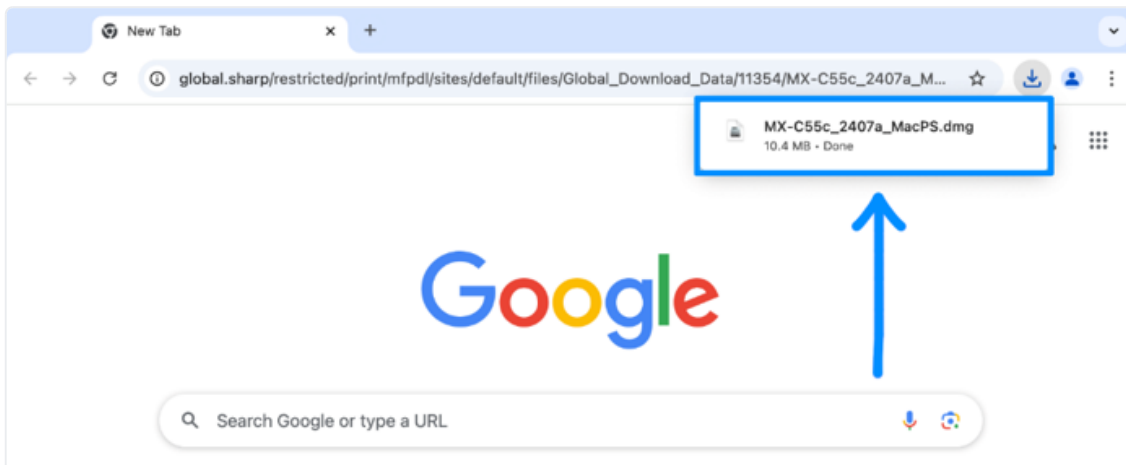 New Tab
global.sharp/restricted/print/mfpdl/sites/default/files/Global_Download_Data/11354/MX-C55c_2407a_M...
MX-C55c_2407a_MacPS.dmg
10.4 MB • Done
Google
Search Google or type a URL